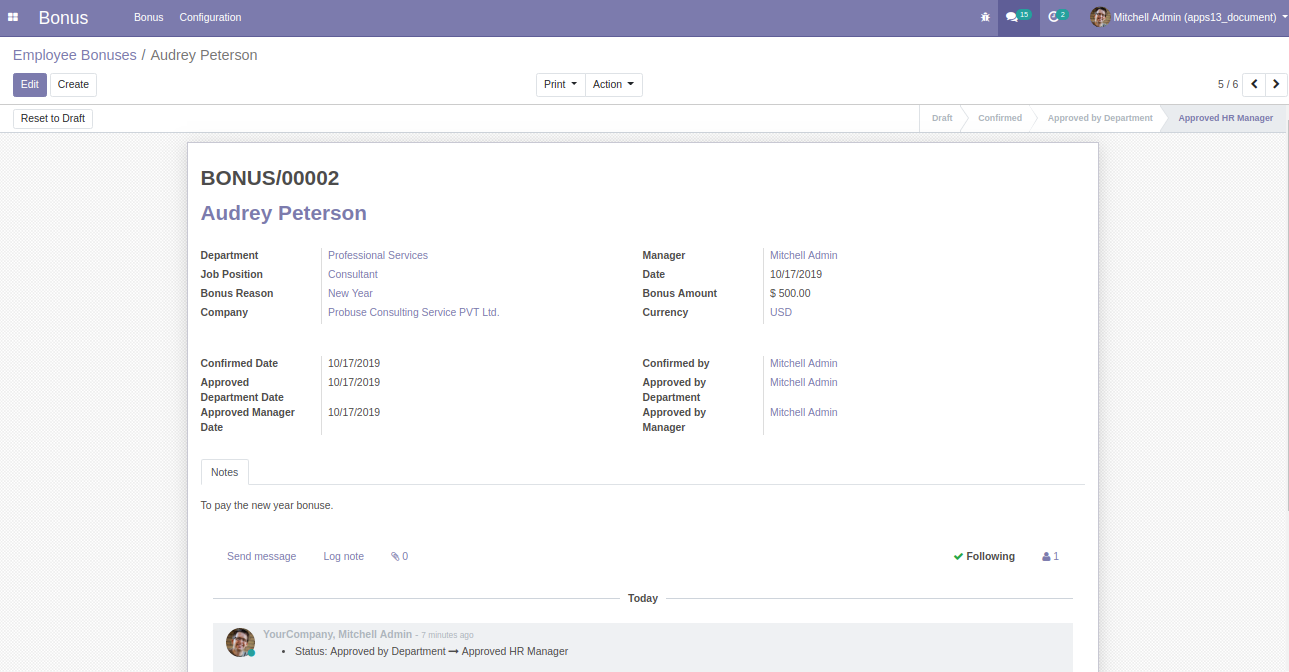 Bonus Bonus Configuration 15 2 Mitchell Admin (apps13_document)
Employee Bonuses / Audrey Peterson
Edit Create Print Action 5 / 6
Reset to Draft Draft Confirmed Approved by Department Approved HR Manager
BONUS/00002
Audrey Peterson
Department Professional Services Manager Mitchell Admin
Job Position Consultant Date 10/17/2019
Bonus Reason New Year Bonus Amount $ 500.00
Company Probuse Consulting Service PVT Ltd. Currency USD
Confirmed Date 10/17/2019 Confirmed by Mitchell Admin
Approved 10/17/2019 Approved by Mitchell Admin
Department Date Department
Approved Manager 10/17/2019 Approved by Mitchell Admin
Date Manager
Notes
To pay the new year bonuse.
Send message Log note 0 Following 1
Today
YourCompany, Mitchell Admin - 7 minutes ago
• Status: Approved by Department → Approved HR Manager